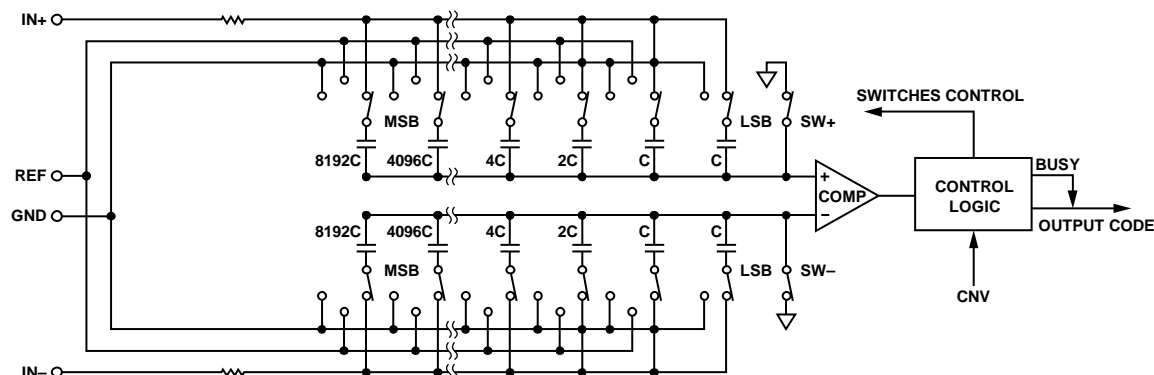 IN+
SWITCHES CONTROL
MSB
LSB
SW+
8192C
4096C
4C
2C
C
C
BUSY
REF
+
COMP
CONTROL
LOGIC
GND
–
OUTPUT CODE
8192C
4096C
4C
2C
C
C
MSB
LSB
SW–
CNV
IN–